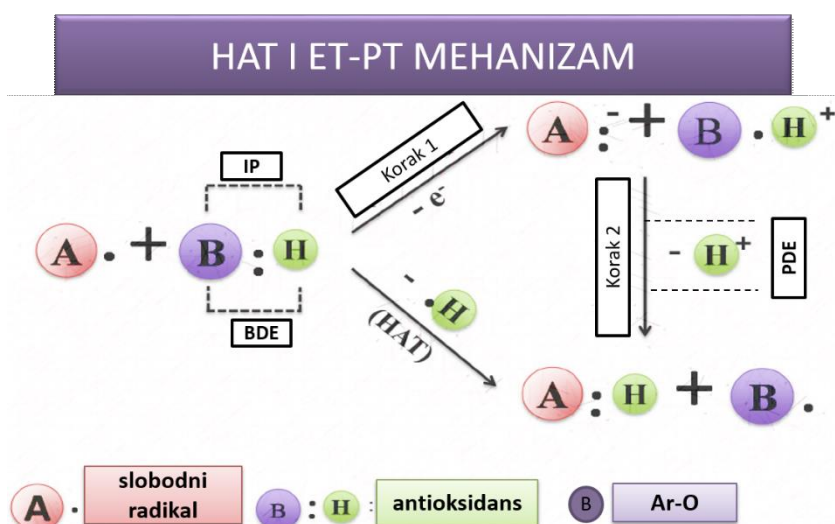 HAT I ET-PT MEHANIZAM
A : - + B . H +
IP
Korak 1
- e-
A . + B : H
Korak 2
- H +
PDE
BDE
- . H
(HAT)
A : H + B .
A .
slobodni
radikal
B : H :
antioksidans
B
Ar-O